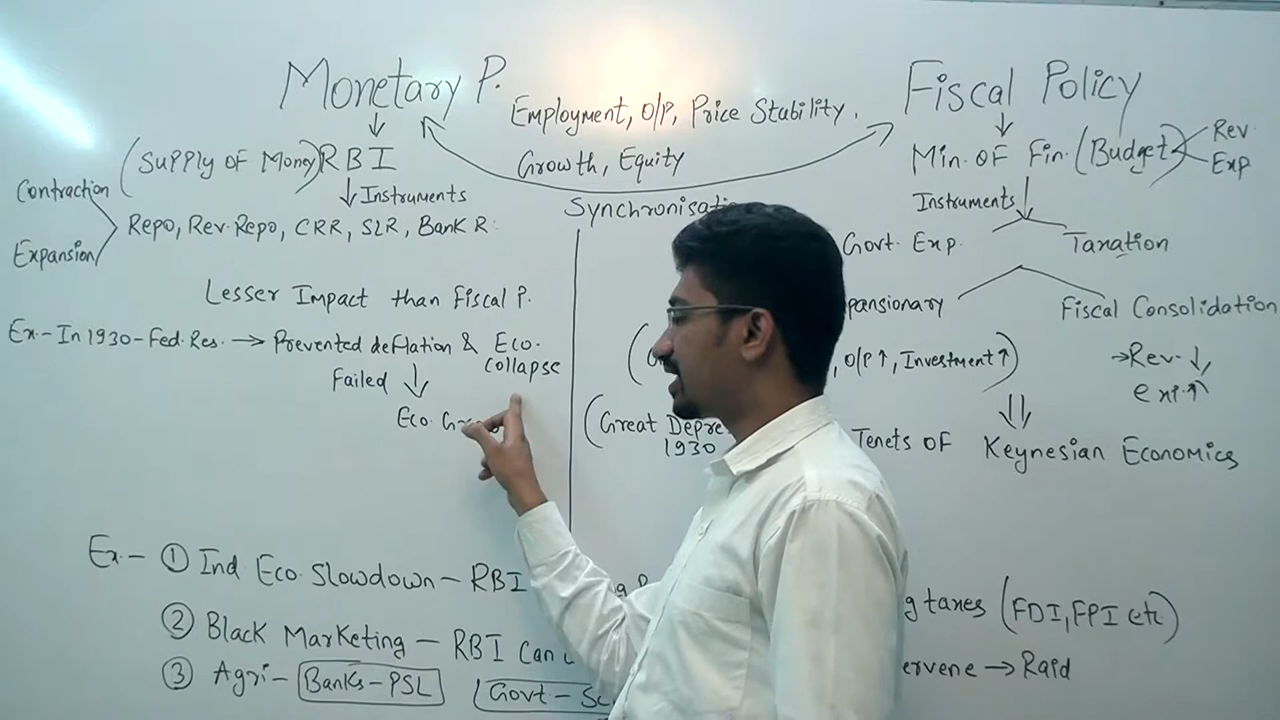 Monetary P.
Employment, O/P, Price Stability,
Growth, Equity
Synchronisati
(Supply of Money) RBI
Instruments
Contraction
Expansion
Repo, Rev. Repo, CRR, SLR, Bank R.
Lesser Impact than Fiscal P.
Ex - In 1930 - Fed. Res. → Prevented deflation & Eco. Collapse
Failed ↓
Eco.
Fiscal Policy
↓
Min. OF Fin. (Budget) Rev Exp
Instruments
Govt. Exp. Taxation
pansionary Fiscal Consolidation
, O/P ↑, Investment ↑) → Rev. ↓,
exp. ↑
(Great Depre
1930
Tenets of Keynesian Economics
Ex. - ① Ind Eco. Slowdown - RBI g taxes (FDI, FPI etc)
② Black Marketing - RBI Can ervene → Raid
③ Agri - Banks - PSL Govt - Sc